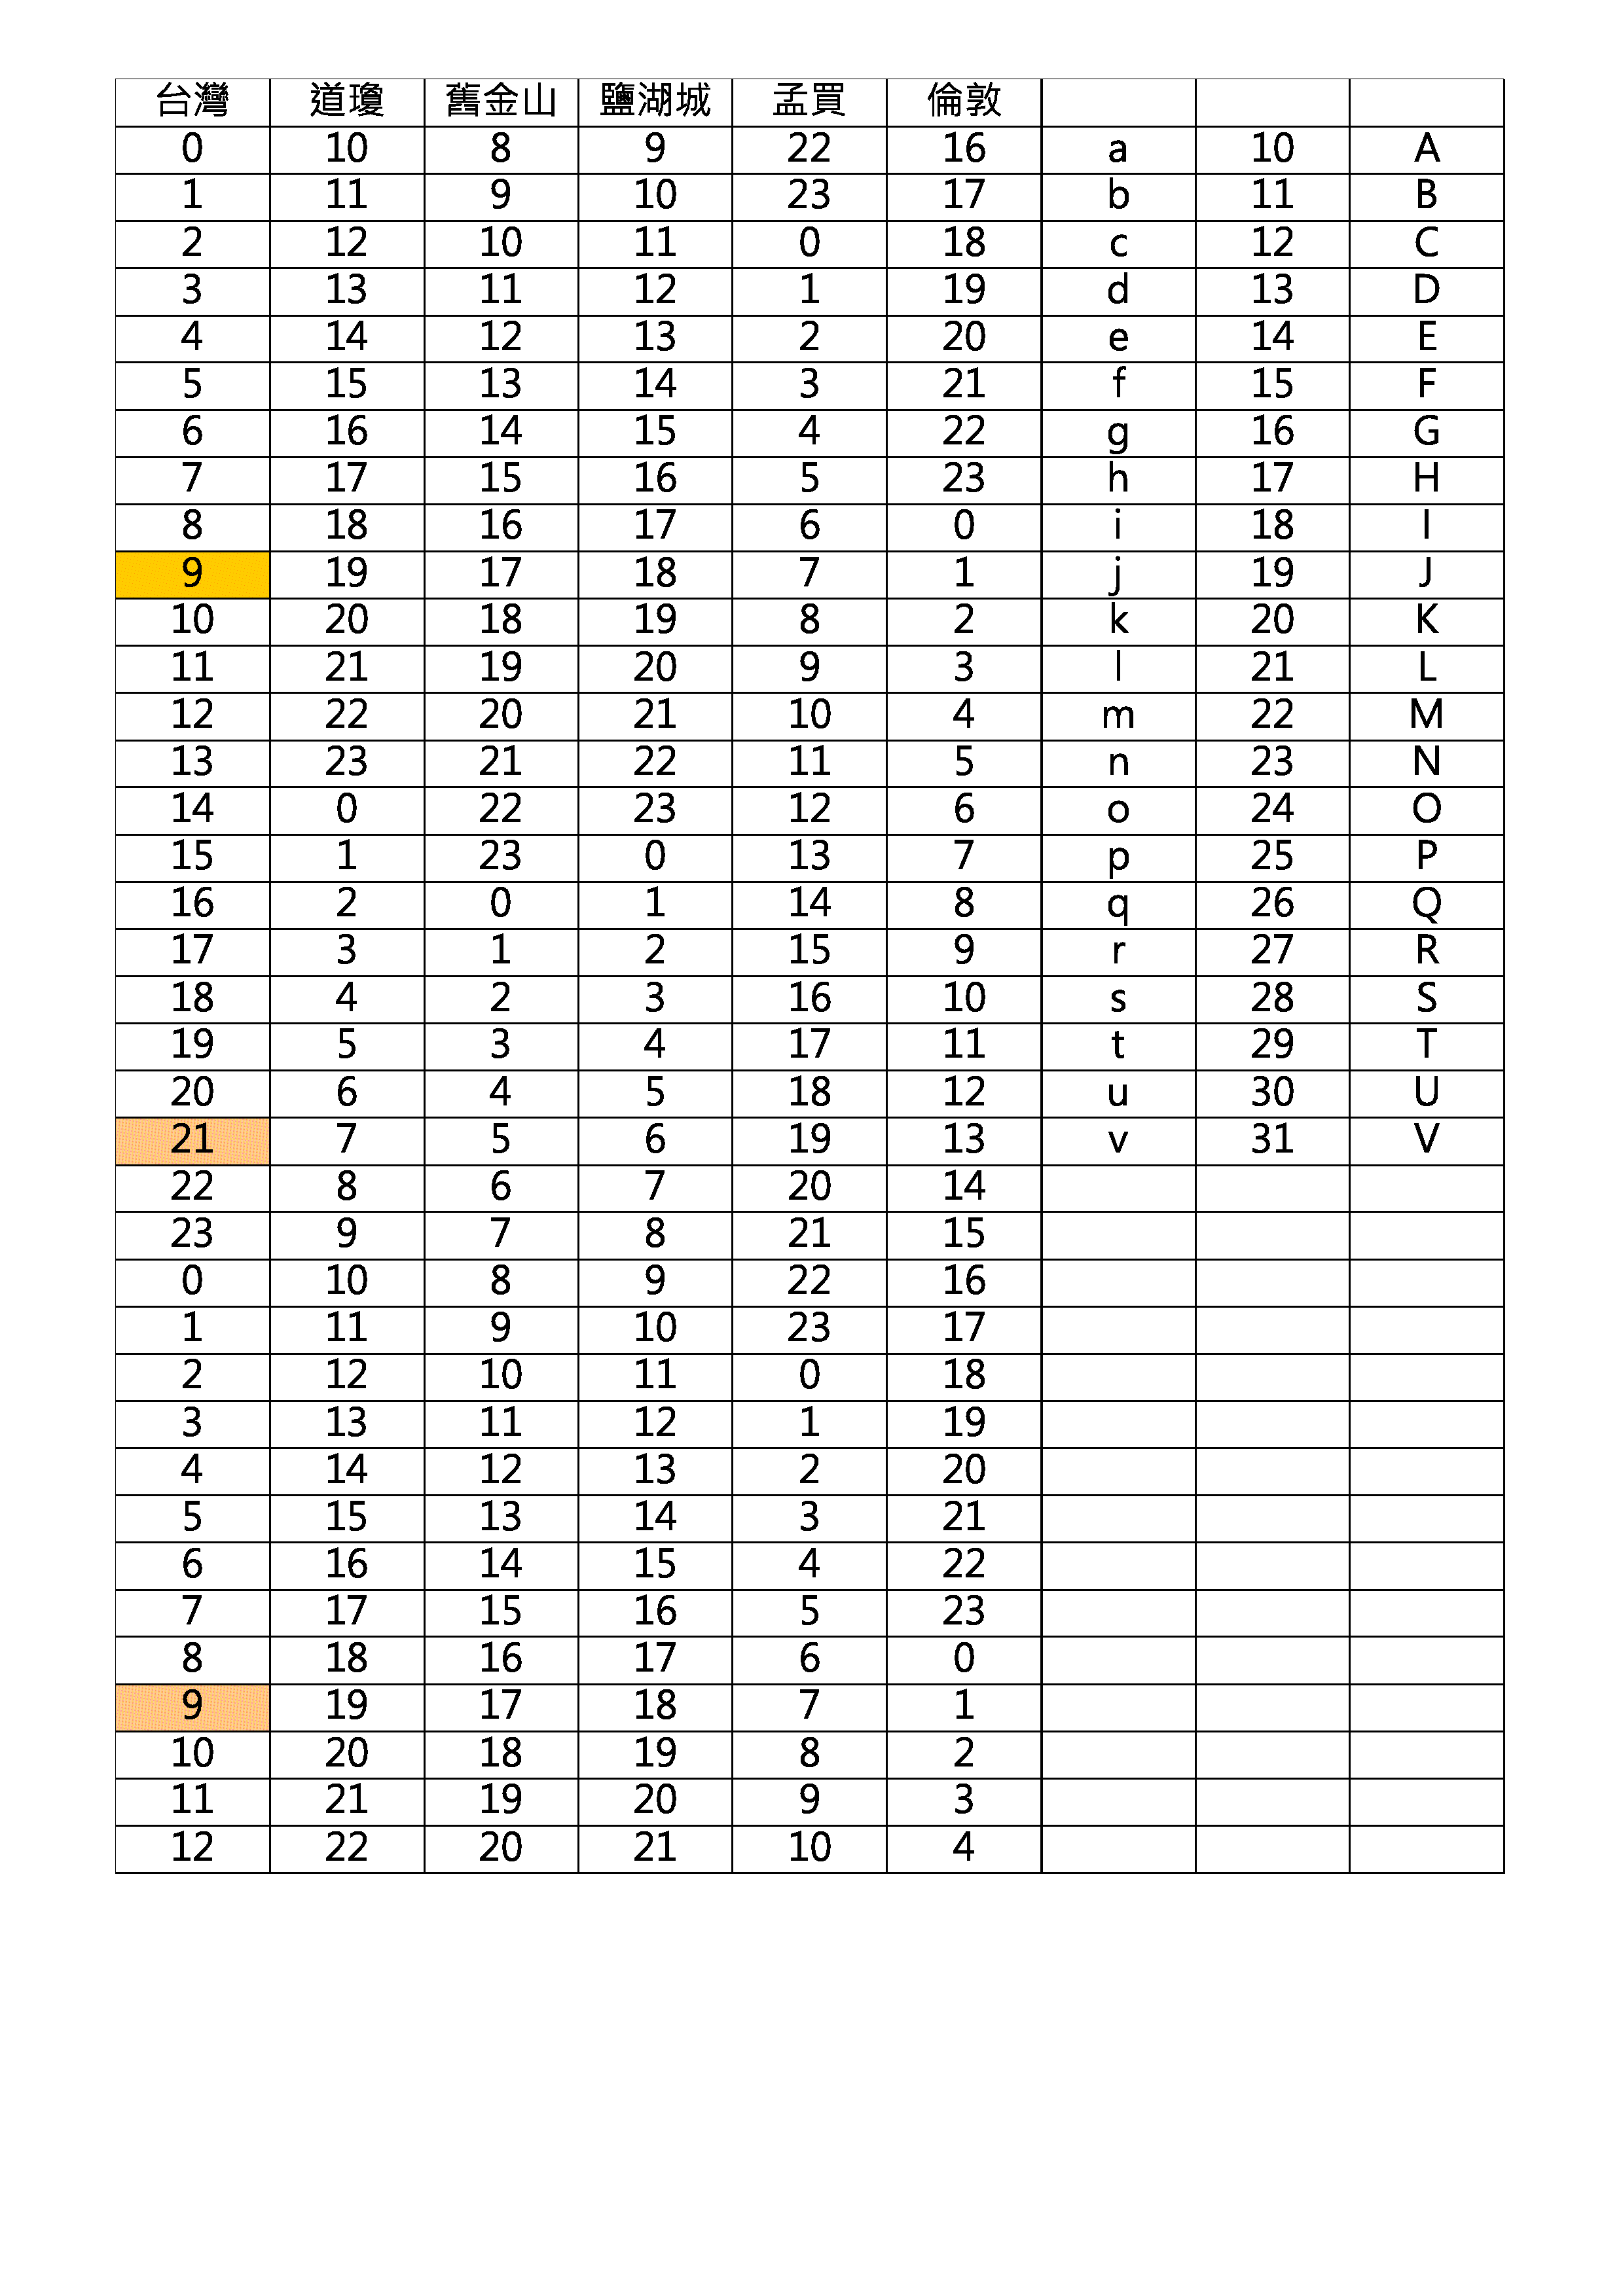 台灣 道瓊 舊金山 鹽湖城 孟買 倫敦
0 10 8 9 22 16 a 10 A
1 11 9 10 23 17 b 11 B
2 12 10 11 0 18 c 12 C
3 13 11 12 1 19 d 13 D
4 14 12 13 2 20 e 14 E
5 15 13 14 3 21 f 15 F
6 16 14 15 4 22 g 16 G
7 17 15 16 5 23 h 17 H
8 18 16 17 6 0 i 18 I
9 19 17 18 7 1 j 19 J
10 20 18 19 8 2 k 20 K
11 21 19 20 9 3 l 21 L
12 22 20 21 10 4 m 22 M
13 23 21 22 11 5 n 23 N
14 0 22 23 12 6 o 24 O
15 1 23 0 13 7 p 25 P
16 2 0 1 14 8 q 26 Q
17 3 1 2 15 9 r 27 R
18 4 2 3 16 10 s 28 S
19 5 3 4 17 11 t 29 T
20 6 4 5 18 12 u 30 U
21 7 5 6 19 13 v 31 V
22 8 6 7 20 14
23 9 7 8 21 15
0 10 8 9 22 16
1 11 9 10 23 17
2 12 10 11 0 18
3 13 11 12 1 19
4 14 12 13 2 20
5 15 13 14 3 21
6 16 14 15 4 22
7 17 15 16 5 23
8 18 16 17 6 0
9 19 17 18 7 1
10 20 18 19 8 2
11 21 19 20 9 3
12 22 20 21 10 4